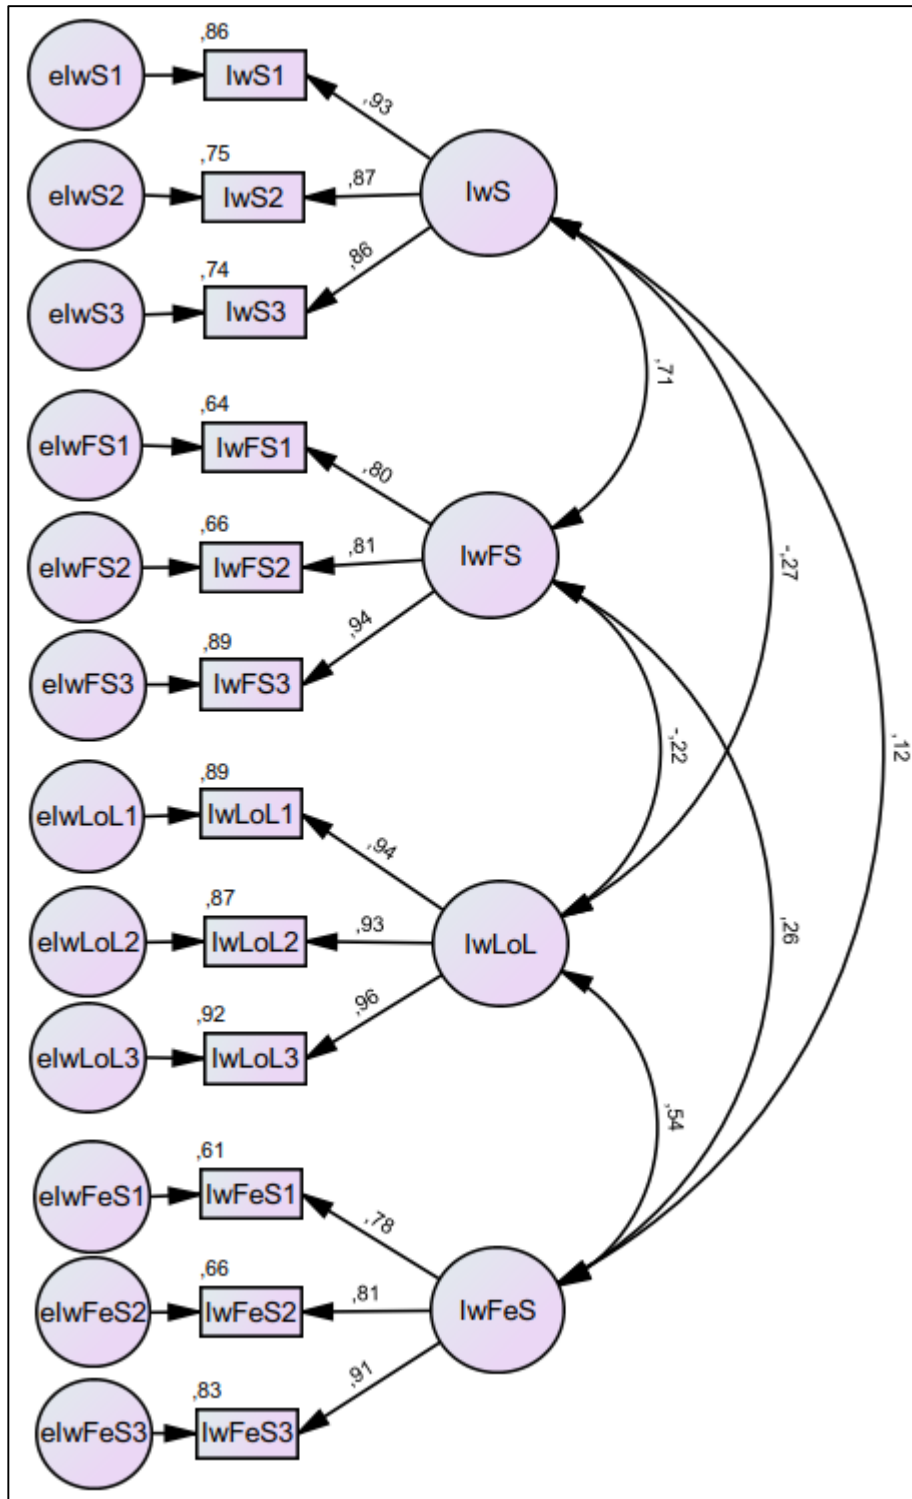 ,86
eIwS1
IwS1
,93
,75
eIwS2
IwS2
,87
IwS
,74
eIwS3
IwS3
,86
,71
,64
eIwFS1
IwFS1
,80
,66
eIwFS2
IwFS2
,81
IwFS
-,27
,89
eIwFS3
IwFS3
,94
-,22
,12
,89
eIwLoL1
IwLoL1
,94
,87
eIwLoL2
IwLoL2
,93
IwLoL
,26
,92
eIwLoL3
IwLoL3
,96
,54
,61
eIwFeS1
IwFeS1
,78
,66
eIwFeS2
IwFeS2
,81
IwFeS
,83
eIwFeS3
IwFeS3
,91